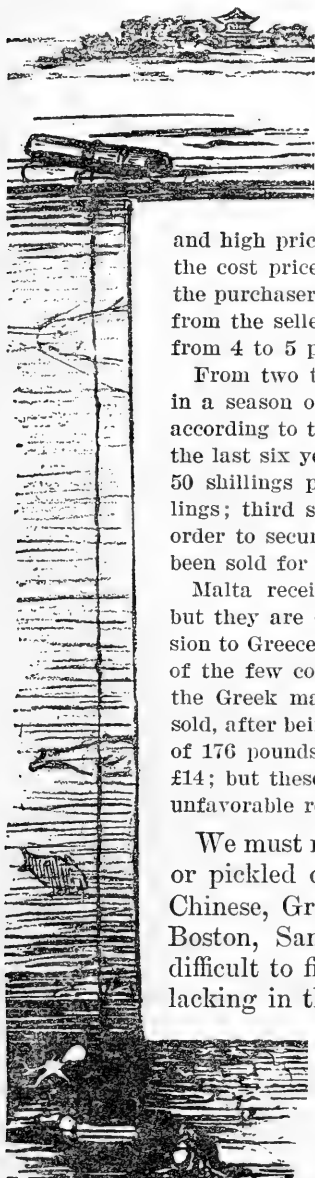 and high pric
the cost price
the purchaser
from the selle
from 4 to 5 p
From two t
in a season o
according to t
the last six ye
50 shillings p
lings; third s
order to secur
been sold for
Malta recei
but they are
sion to Greece
of the few co
the Greek ma
sold, after bei
of 176 pounds
£14; but these
unfavorable r
We must r
or pickled o
Chinese, Gr
Boston, San
difficult to fi
lacking in th